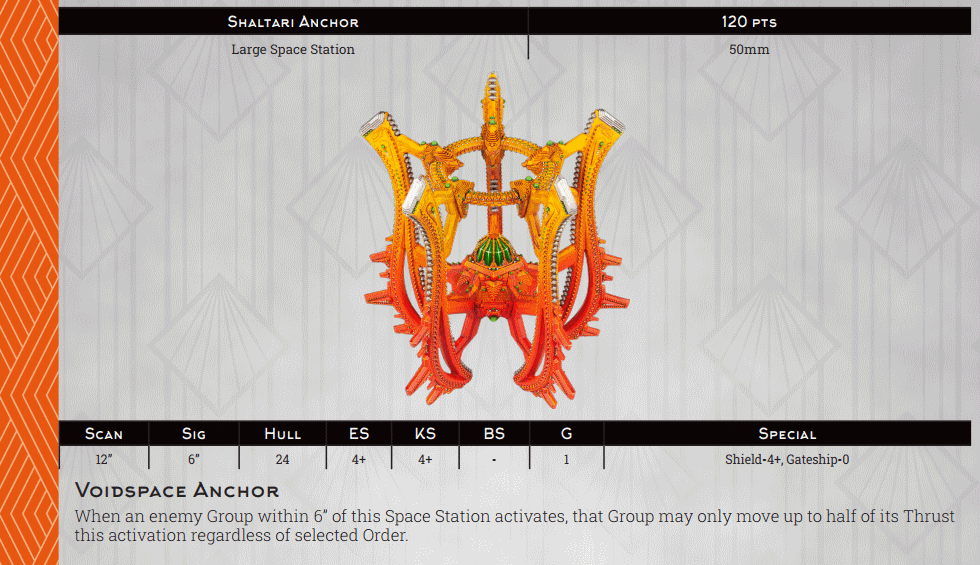 Shaltari Anchor 120 pts
Large Space Station 50mm
Scan Sig Hull ES KS BS G Special
12” 6” 24 4+ 4+ - 1 Shield-4+, Gateship-0
Voidspace Anchor
When an enemy Group within 6” of this Space Station activates, that Group may only move up to half of its Thrust
this activation regardless of selected Order.